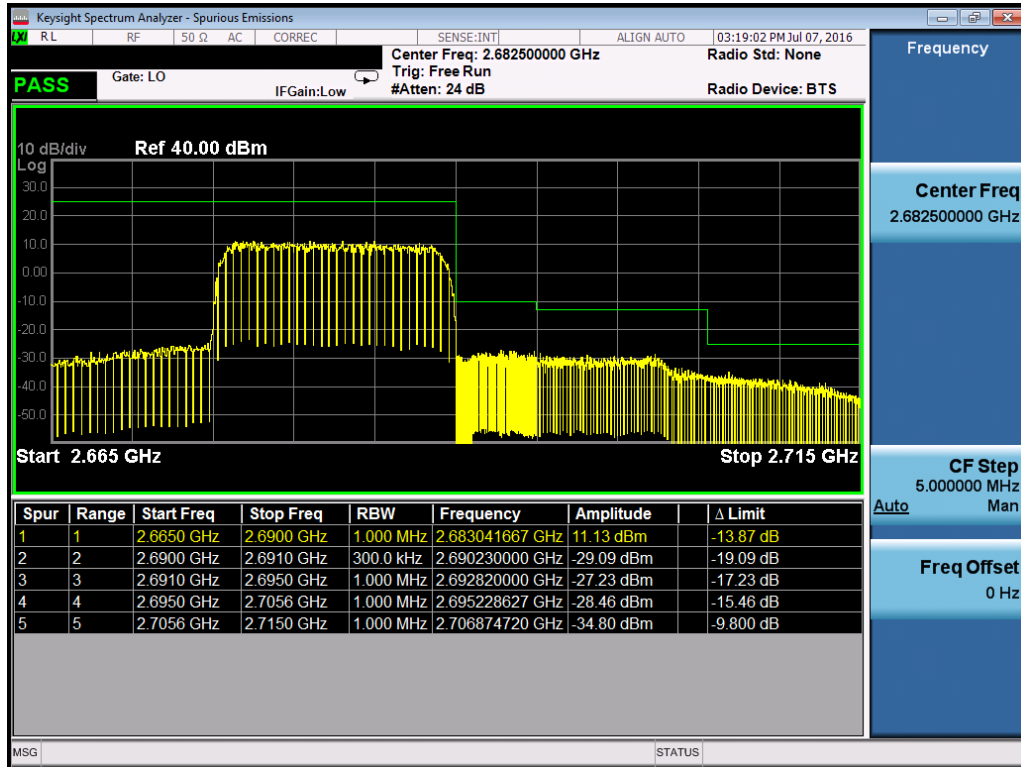 Keysight Spectrum Analyzer - Spurious Emissions
LXI RL RF 50 Ω AC CORREC SENSE:INT ALIGN AUTO 03:19:02 PM Jul 07, 2016
Center Freq: 2.682500000 GHz Radio Std: None
PASS Gate: LO Trig: Free Run
IFGain:Low #Atten: 24 dB Radio Device: BTS
10 dB/div Ref 40.00 dBm
Log
30.0
20.0
10.0
0.00
-10.0
-20.0
-30.0
-40.0
-50.0
Start 2.665 GHz Stop 2.715 GHz
Spur Range Start Freq Stop Freq RBW Frequency Amplitude Δ Limit
1 1 2.6650 GHz 2.6900 GHz 1.000 MHz 2.683041667 GHz 11.13 dBm -13.87 dB
2 2 2.6900 GHz 2.6910 GHz 300.0 kHz 2.690230000 GHz -29.09 dBm -19.09 dB
3 3 2.6910 GHz 2.6950 GHz 1.000 MHz 2.692820000 GHz -27.23 dBm -17.23 dB
4 4 2.6950 GHz 2.7056 GHz 1.000 MHz 2.695228627 GHz -28.46 dBm -15.46 dB
5 5 2.7056 GHz 2.7150 GHz 1.000 MHz 2.706874720 GHz -34.80 dBm -9.800 dB
MSG STATUS
Frequency
Center Freq
2.682500000 GHz
CF Step
5.000000 MHz
Auto Man
Freq Offset
0 Hz